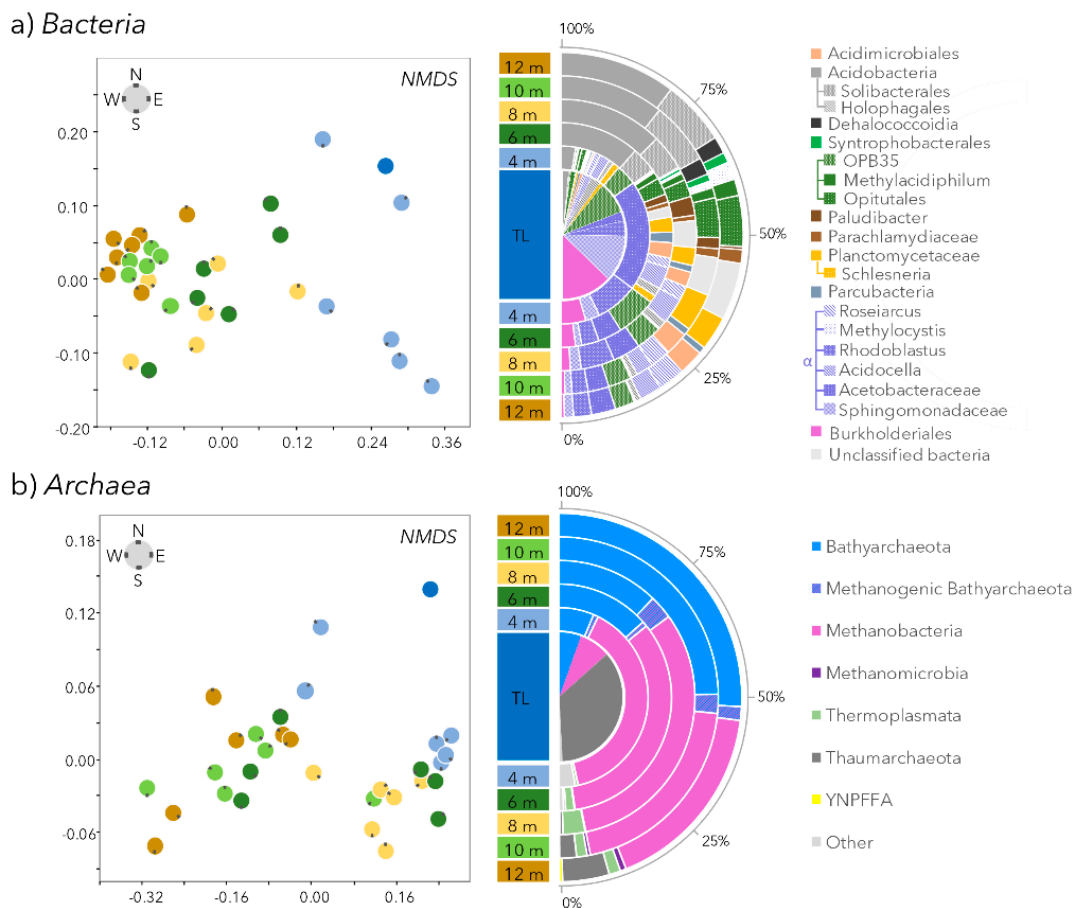 a) Bacteria
N
W E
S
NMDS
0.20
0.10
0.00
-0.10
-0.20
-0.12
0.00
0.12
0.24
0.36
12 m
10 m
8 m
6 m
4 m
TL
4 m
6 m
8 m
10 m
12 m
100%
75%
50%
25%
0%
Acidimicrobiales
Acidobacteria
Solibacterales
Holophagales
Dehalococcoidia
Syntrophobacterales
OPB35
Methylacidiphilum
Opitutales
Paludibacter
Parachlamydiaceae
Planctomycetaceae
Schlesneria
Parcubacteria
Roseiarcus
Methylocystis
α
Rhodoblastus
Acidocella
Acetobacteraceae
Sphingomonadaceae
Burkholderiales
Unclassified bacteria
b) Archaea
N
W E
S
NMDS
0.18
0.12
0.06
0.00
-0.06
-0.32
-0.16
0.00
0.16
12 m
10 m
8 m
6 m
4 m
TL
4 m
6 m
8 m
10 m
12 m
100%
75%
50%
25%
0%
Bathyarchaeota
Methanogenic Bathyarchaeota
Methanobacteria
Methanomicrobia
Thermoplasmata
Thaumarchaeota
YNPFFA
Other